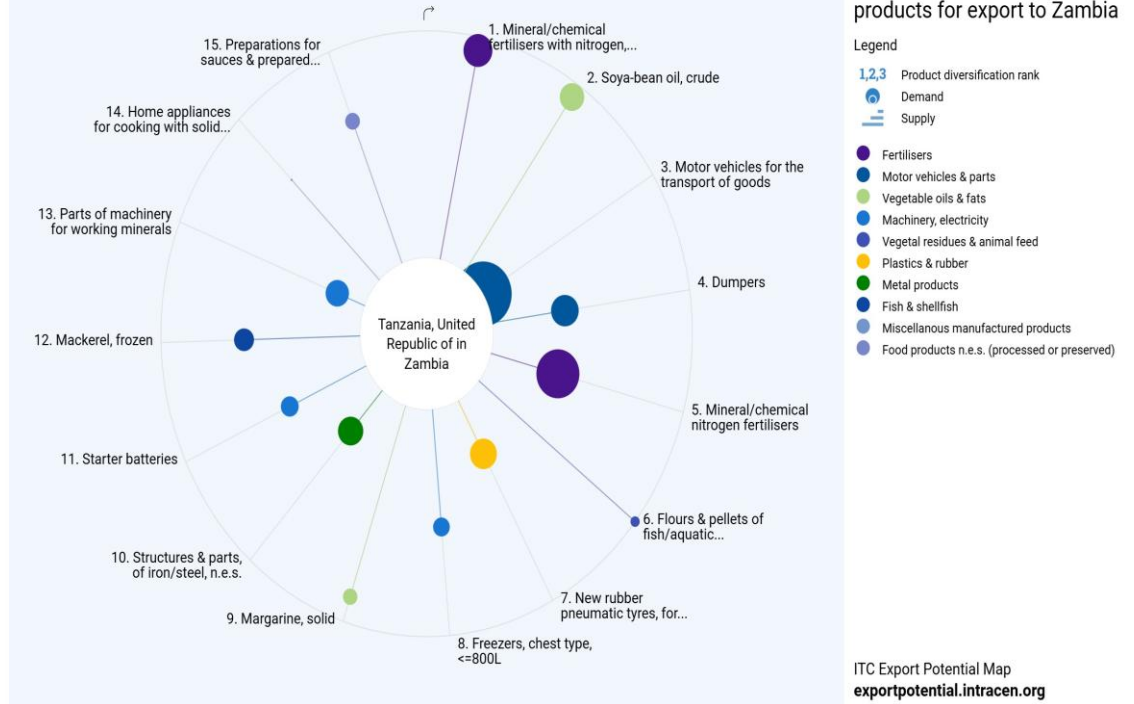 products for export to Zambia
Legend
1,2,3 Product diversification rank
Demand
Supply
Fertilisers
Motor vehicles & parts
Vegetable oils & fats
Machinery, electricity
Vegetal residues & animal feed
Plastics & rubber
Metal products
Fish & shellfish
Miscellanous manufactured products
Food products n.e.s. (processed or preserved)
1. Mineral/chemical
fertilisers with nitrogen,...
2. Soya-bean oil, crude
3. Motor vehicles for the
transport of goods
4. Dumpers
5. Mineral/chemical
nitrogen fertilisers
6. Flours & pellets of
fish/aquatic...
7. New rubber
pneumatic tyres, for...
8. Freezers, chest type,
<=800L
9. Margarine, solid
10. Structures & parts,
of iron/steel, n.e.s.
11. Starter batteries
12. Mackerel, frozen
13. Parts of machinery
for working minerals
14. Home appliances
for cooking with solid...
15. Preparations for
sauces & prepared...
Tanzania, United
Republic of in
Zambia
ITC Export Potential Map
exportpotential.intracen.org